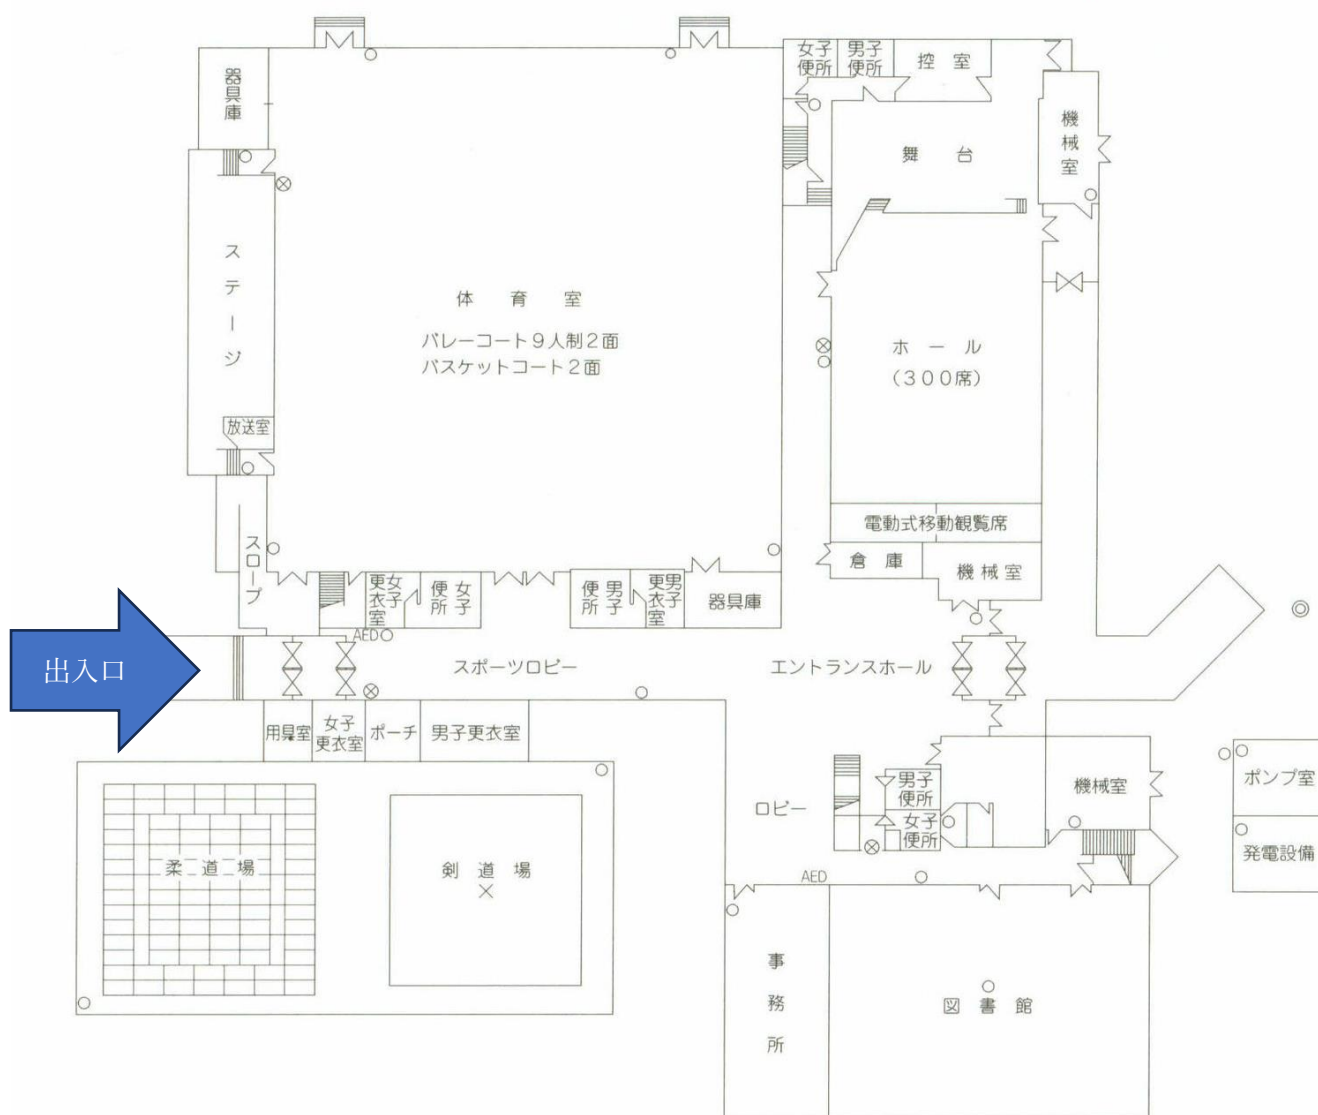 女子
便所
男子
便所
控室
器具庫
機械室
舞台
ステージ
体育室
バレーコート９人制２面
バスケットコート２面
ホール
(３００席)
放送室
電動式移動観覧席
スロープ
倉庫
機械室
女子
更衣室
女子
便所
男子
便所
男子
更衣室
器具庫
AED
出入口
スポーツロビー
エントランスホール
用具室
女子
更衣室
ポーチ
男子更衣室
男子
便所
機械室
ポンプ室
ロビー
女子
便所
柔道場
剣道場
発電設備
AED
事務所
図書館